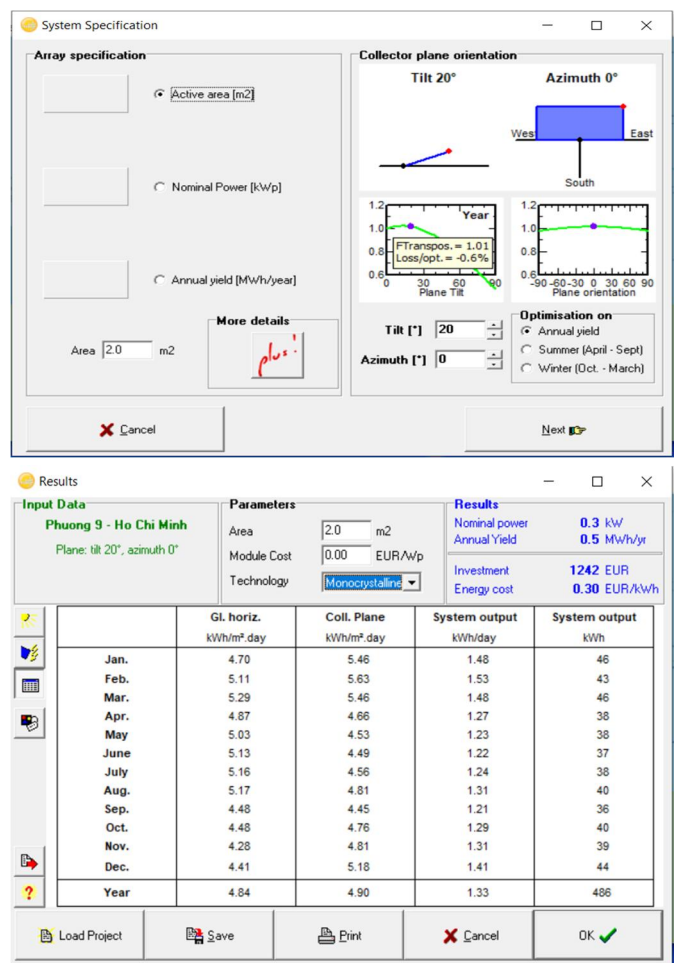 System Specification
Array specification
Active area [m2]
Nominal Power [kWp]
Annual yield [MWh/year]
Area 2.0 m2
More details
plus!
Collector plane orientation
Tilt 20° Azimuth 0°
West East
South
1.2 Year
1.0
0.8
0.6
FTranspos. = 1.01
Loss/opt. = -0.6%
0 30 60 90
Plane Tilt
1.2
1.0
0.8
0.6
-90 -60 -30 0 30 60 90
Plane orientation
Tilt [°] 20
Azimuth [°] 0
Optimisation on
Annual yield
Summer (April - Sept)
Winter (Oct. - March)
Cancel
Next
Results
Input Data
Phuong 9 - Ho Chi Minh
Plane: tilt 20°, azimuth 0°
Parameters
Area 2.0 m2
Module Cost 0.00 EUR/Wp
Technology Monocrystalline
Results
Nominal power 0.3 kW
Annual Yield 0.5 MWh/yr
Investment 1242 EUR
Energy cost 0.30 EUR/kWh
Gl. horiz. Coll. Plane System output System output
kWh/m².day kWh/m².day kWh/day kWh
Jan. 4.70 5.46 1.48 46
Feb. 5.11 5.63 1.53 43
Mar. 5.29 5.46 1.48 46
Apr. 4.87 4.66 1.27 38
May 5.03 4.53 1.23 38
June 5.13 4.49 1.22 37
July 5.16 4.56 1.24 38
Aug. 5.17 4.81 1.31 40
Sep. 4.48 4.45 1.21 36
Oct. 4.48 4.76 1.29 40
Nov. 4.28 4.81 1.31 39
Dec. 4.41 5.18 1.41 44
Year 4.84 4.90 1.33 486
?
Load Project Save Print Cancel OK